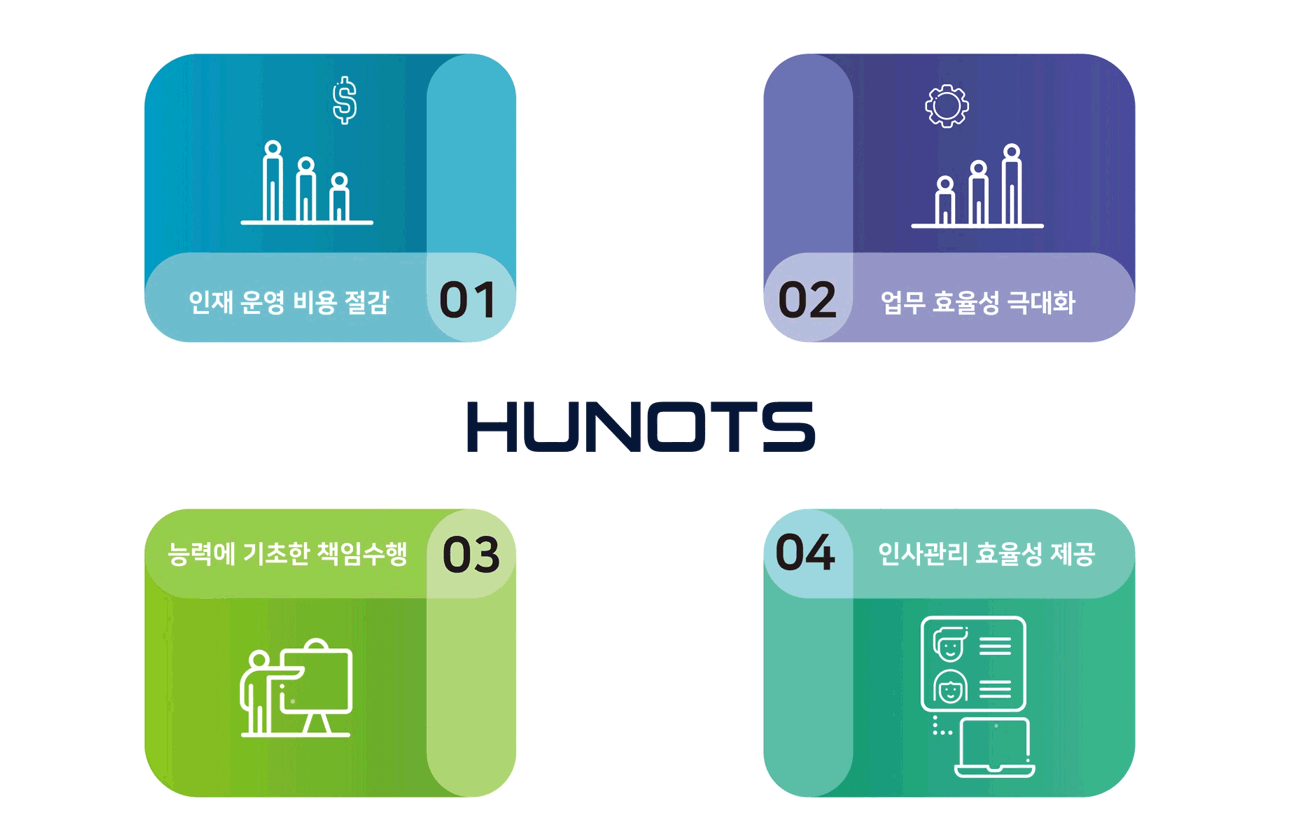 인재 운영 비용 절감
01
02
업무 효율성 극대화
HUNOTS
능력에 기초한 책임수행
03
04
인사관리 효율성 제공